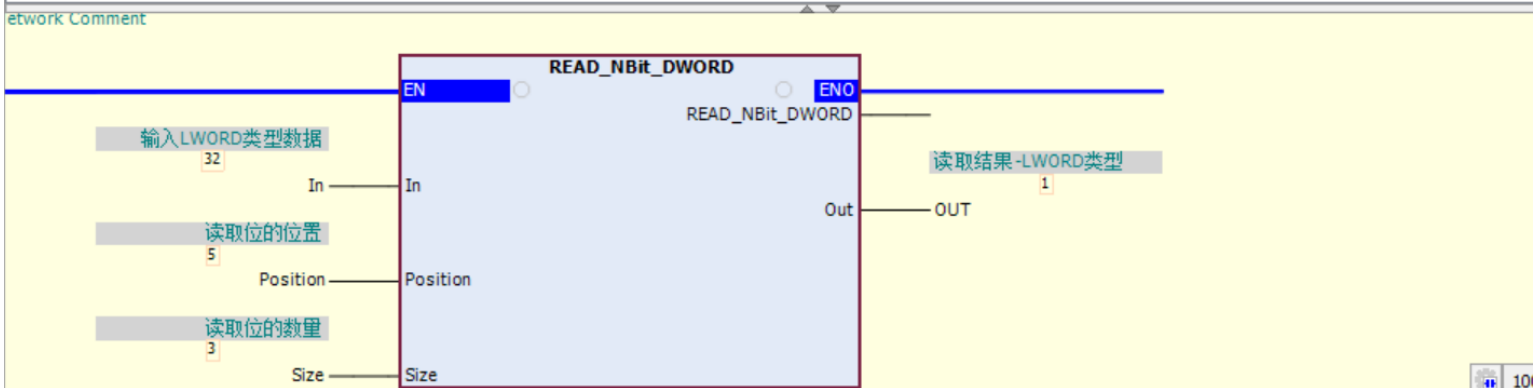 etwork Comment
READ_NBit_DWORD
EN
ENO
READ_NBit_DWORD
输入LWORD类型数据
32
读取结果-LWORD类型
1
In
In
Out
OUT
读取位的位置
5
Position
Position
读取位的数量
3
Size
Size